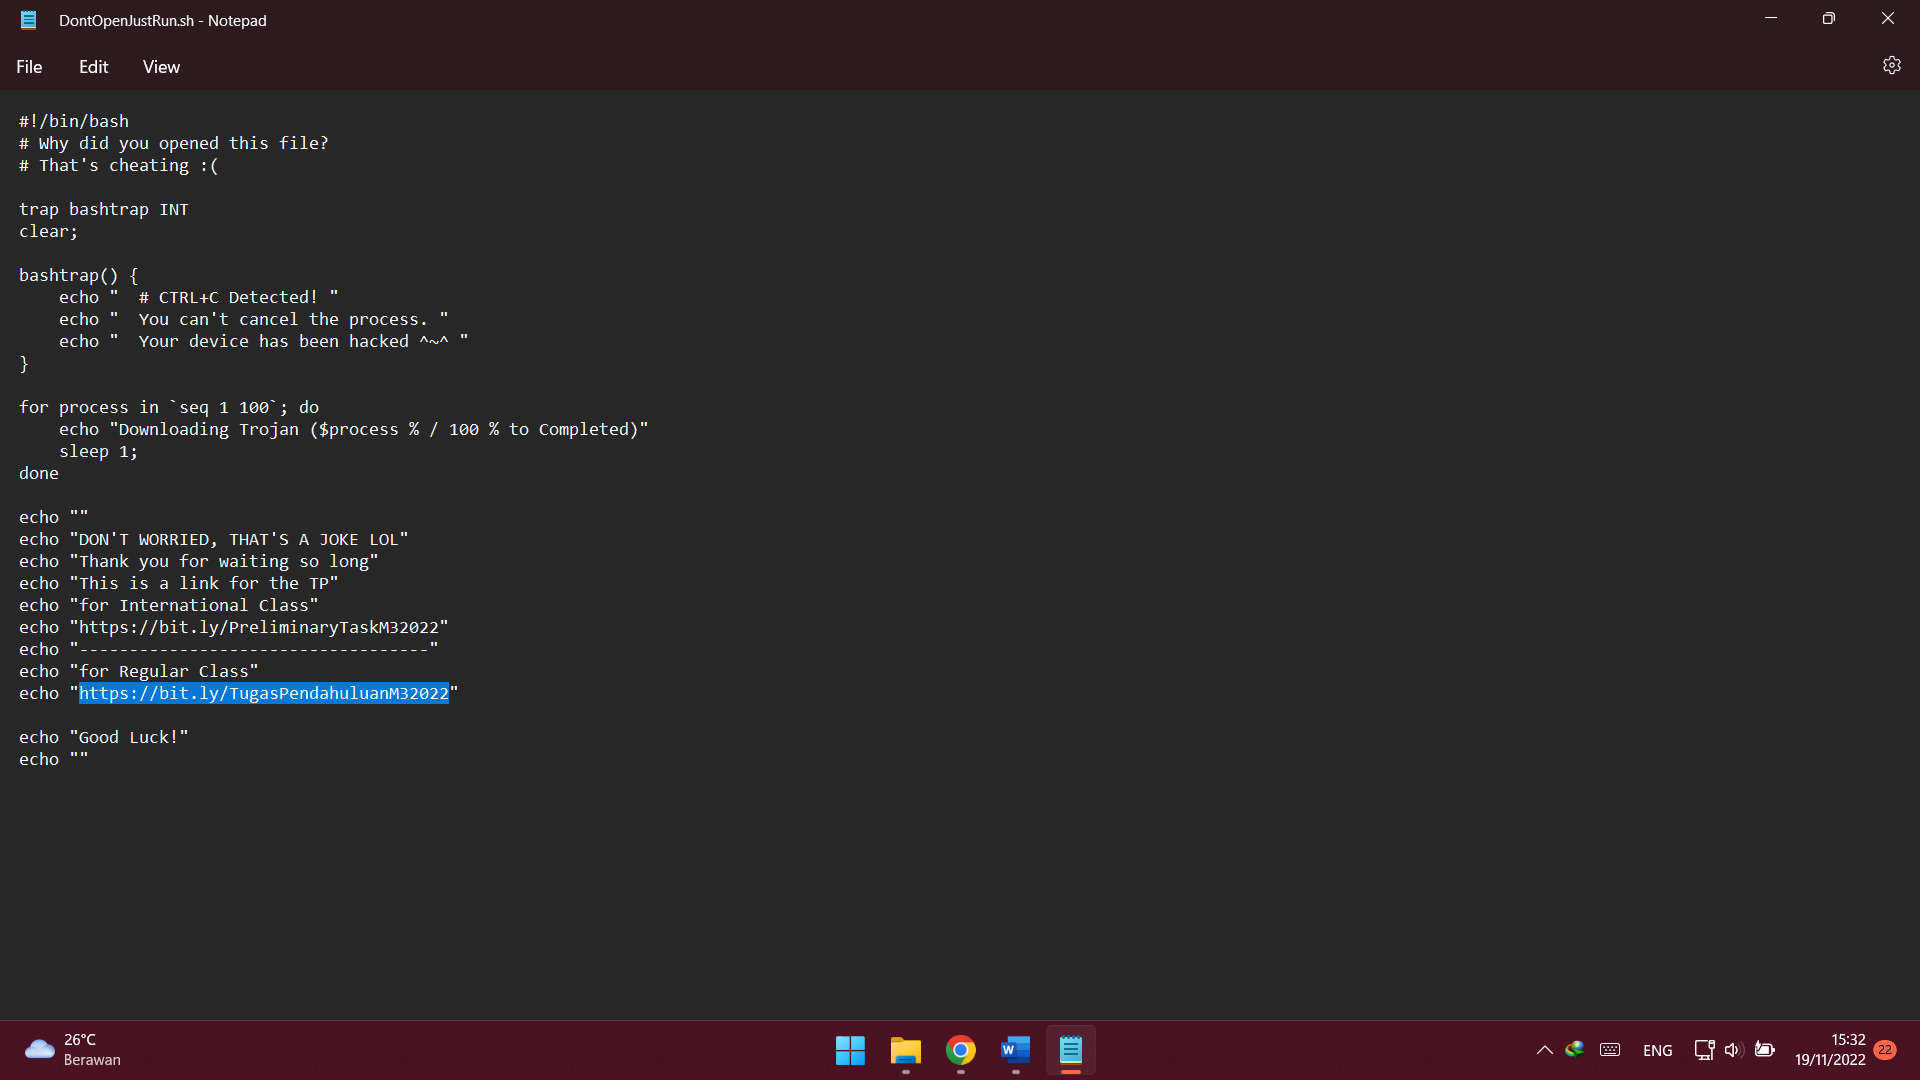 DontOpenJustRun.sh - Notepad
File Edit View
#!/bin/bash
# Why did you opened this file?
# That's cheating :(
trap bashtrap INT
clear;
bashtrap() {
    echo "  # CTRL+C Detected! "
    echo "  You can't cancel the process. "
    echo "  Your device has been hacked ^~^ "
}
for process in `seq 1 100`; do
    echo "Downloading Trojan ($process % / 100 % to Completed)"
    sleep 1;
done
echo ""
echo "DON'T WORRIED, THAT'S A JOKE LOL"
echo "Thank you for waiting so long"
echo "This is a link for the TP"
echo "for International Class"
echo "https://bit.ly/PreliminaryTaskM32022"
echo "-----------------------------------"
echo "for Regular Class"
echo "https://bit.ly/TugasPendahuluanM32022"
echo "Good Luck!"
echo ""
26°C
Berawan
W
ENG
15:32
19/11/2022
22